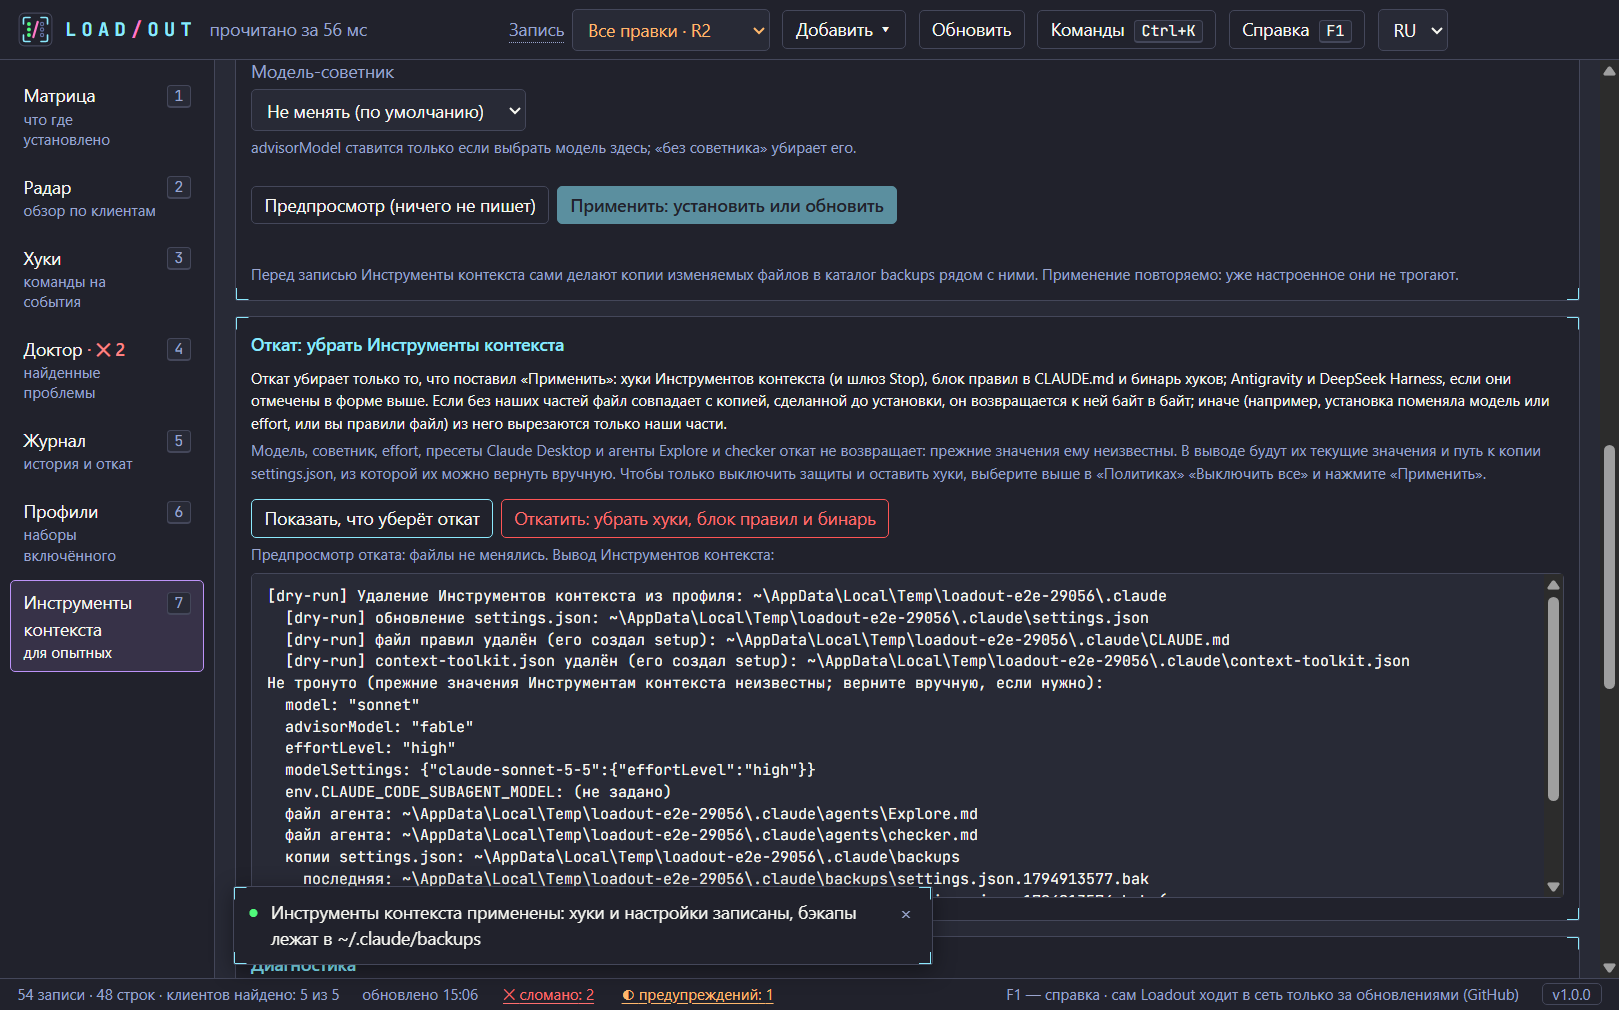 LOAD/OUT прочитано за 56 мс Запись Все правки · R2 Добавить ▼ Обновить Команды Ctrl+K Справка F1 RU
Матрица 1
что где
установлено
Радар 2
обзор по клиентам
Хуки 3
команды на
события
Доктор · ✕ 2 4
найденные
проблемы
Журнал 5
история и откат
Профили 6
наборы
включённого
Инструменты 7
контекста
для опытных
Модель-советник
Не менять (по умолчанию)
advisorModel ставится только если выбрать модель здесь; «без советника» убирает его.
Предпросмотр (ничего не пишет) Применить: установить или обновить
Перед записью Инструменты контекста сами делают копии изменяемых файлов в каталог backups рядом с ними. Применение повторяемо: уже настроенное они не трогают.
Откат: убрать Инструменты контекста
Откат убирает только то, что поставил «Применить»: хуки Инструментов контекста (и шлюз Stop), блок правил в CLAUDE.md и бинарь хуков; Antigravity и DeepSeek Harness, если они
отмечены в форме выше. Если без наших частей файл совпадает с копией, сделанной до установки, он возвращается к ней байт в байт; иначе (например, установка поменяла модель или
effort, или вы правили файл) из него вырезаются только наши части.
Модель, советник, effort, пресеты Claude Desktop и агенты Explore и checker откат не возвращает: прежние значения ему неизвестны. В выводе будут их текущие значения и путь к копии
settings.json, из которой их можно вернуть вручную. Чтобы только выключить защиты и оставить хуки, выберите выше в «Политиках» «Выключить все» и нажмите «Применить».
Показать, что уберёт откат Откатить: убрать хуки, блок правил и бинарь
Предпросмотр отката: файлы не менялись. Вывод Инструментов контекста:
[dry-run] Удаление Инструментов контекста из профиля: ~\AppData\Local\Temp\loadout-e2e-29056\.claude
[dry-run] обновление settings.json: ~\AppData\Local\Temp\loadout-e2e-29056\.claude\settings.json
[dry-run] файл правил удалён (его создал setup): ~\AppData\Local\Temp\loadout-e2e-29056\.claude\CLAUDE.md
[dry-run] context-toolkit.json удалён (его создал setup): ~\AppData\Local\Temp\loadout-e2e-29056\.claude\context-toolkit.json
Не тронуто (прежние значения Инструментам контекста неизвестны; верните вручную, если нужно):
model: "sonnet"
advisorModel: "fable"
effortLevel: "high"
modelSettings: {"claude-sonnet-5-5":{"effortLevel":"high"}}
env.CLAUDE_CODE_SUBAGENT_MODEL: (не задано)
файл агента: ~\AppData\Local\Temp\loadout-e2e-29056\.claude\agents\Explore.md
файл агента: ~\AppData\Local\Temp\loadout-e2e-29056\.claude\agents\checker.md
копии settings.json: ~\AppData\Local\Temp\loadout-e2e-29056\.claude\backups
последняя: ~\AppData\Local\Temp\loadout-e2e-29056\.claude\backups\settings.json.1794913577.bak
Инструменты контекста применены: хуки и настройки записаны, бэкапы ×
лежат в ~/.claude/backups
Диагностика
54 записи · 48 строк · клиентов найдено: 5 из 5 обновлено 15:06 ✕ сломано: 2 ◐ предупреждений: 1 F1 — справка · сам Loadout ходит в сеть только за обновлениями (GitHub) v1.0.0